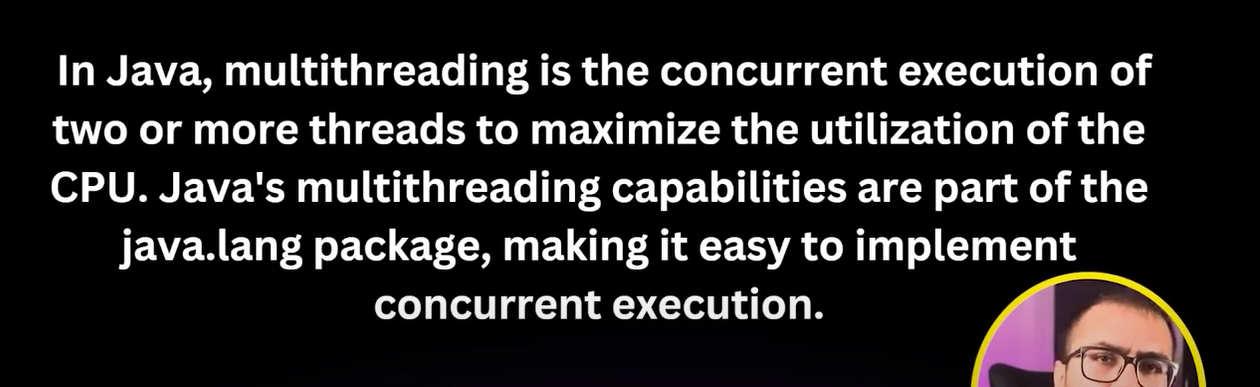 In Java, multithreading is the concurrent execution of
two or more threads to maximize the utilization of the
CPU. Java's multithreading capabilities are part of the
java.lang package, making it easy to implement
concurrent execution.